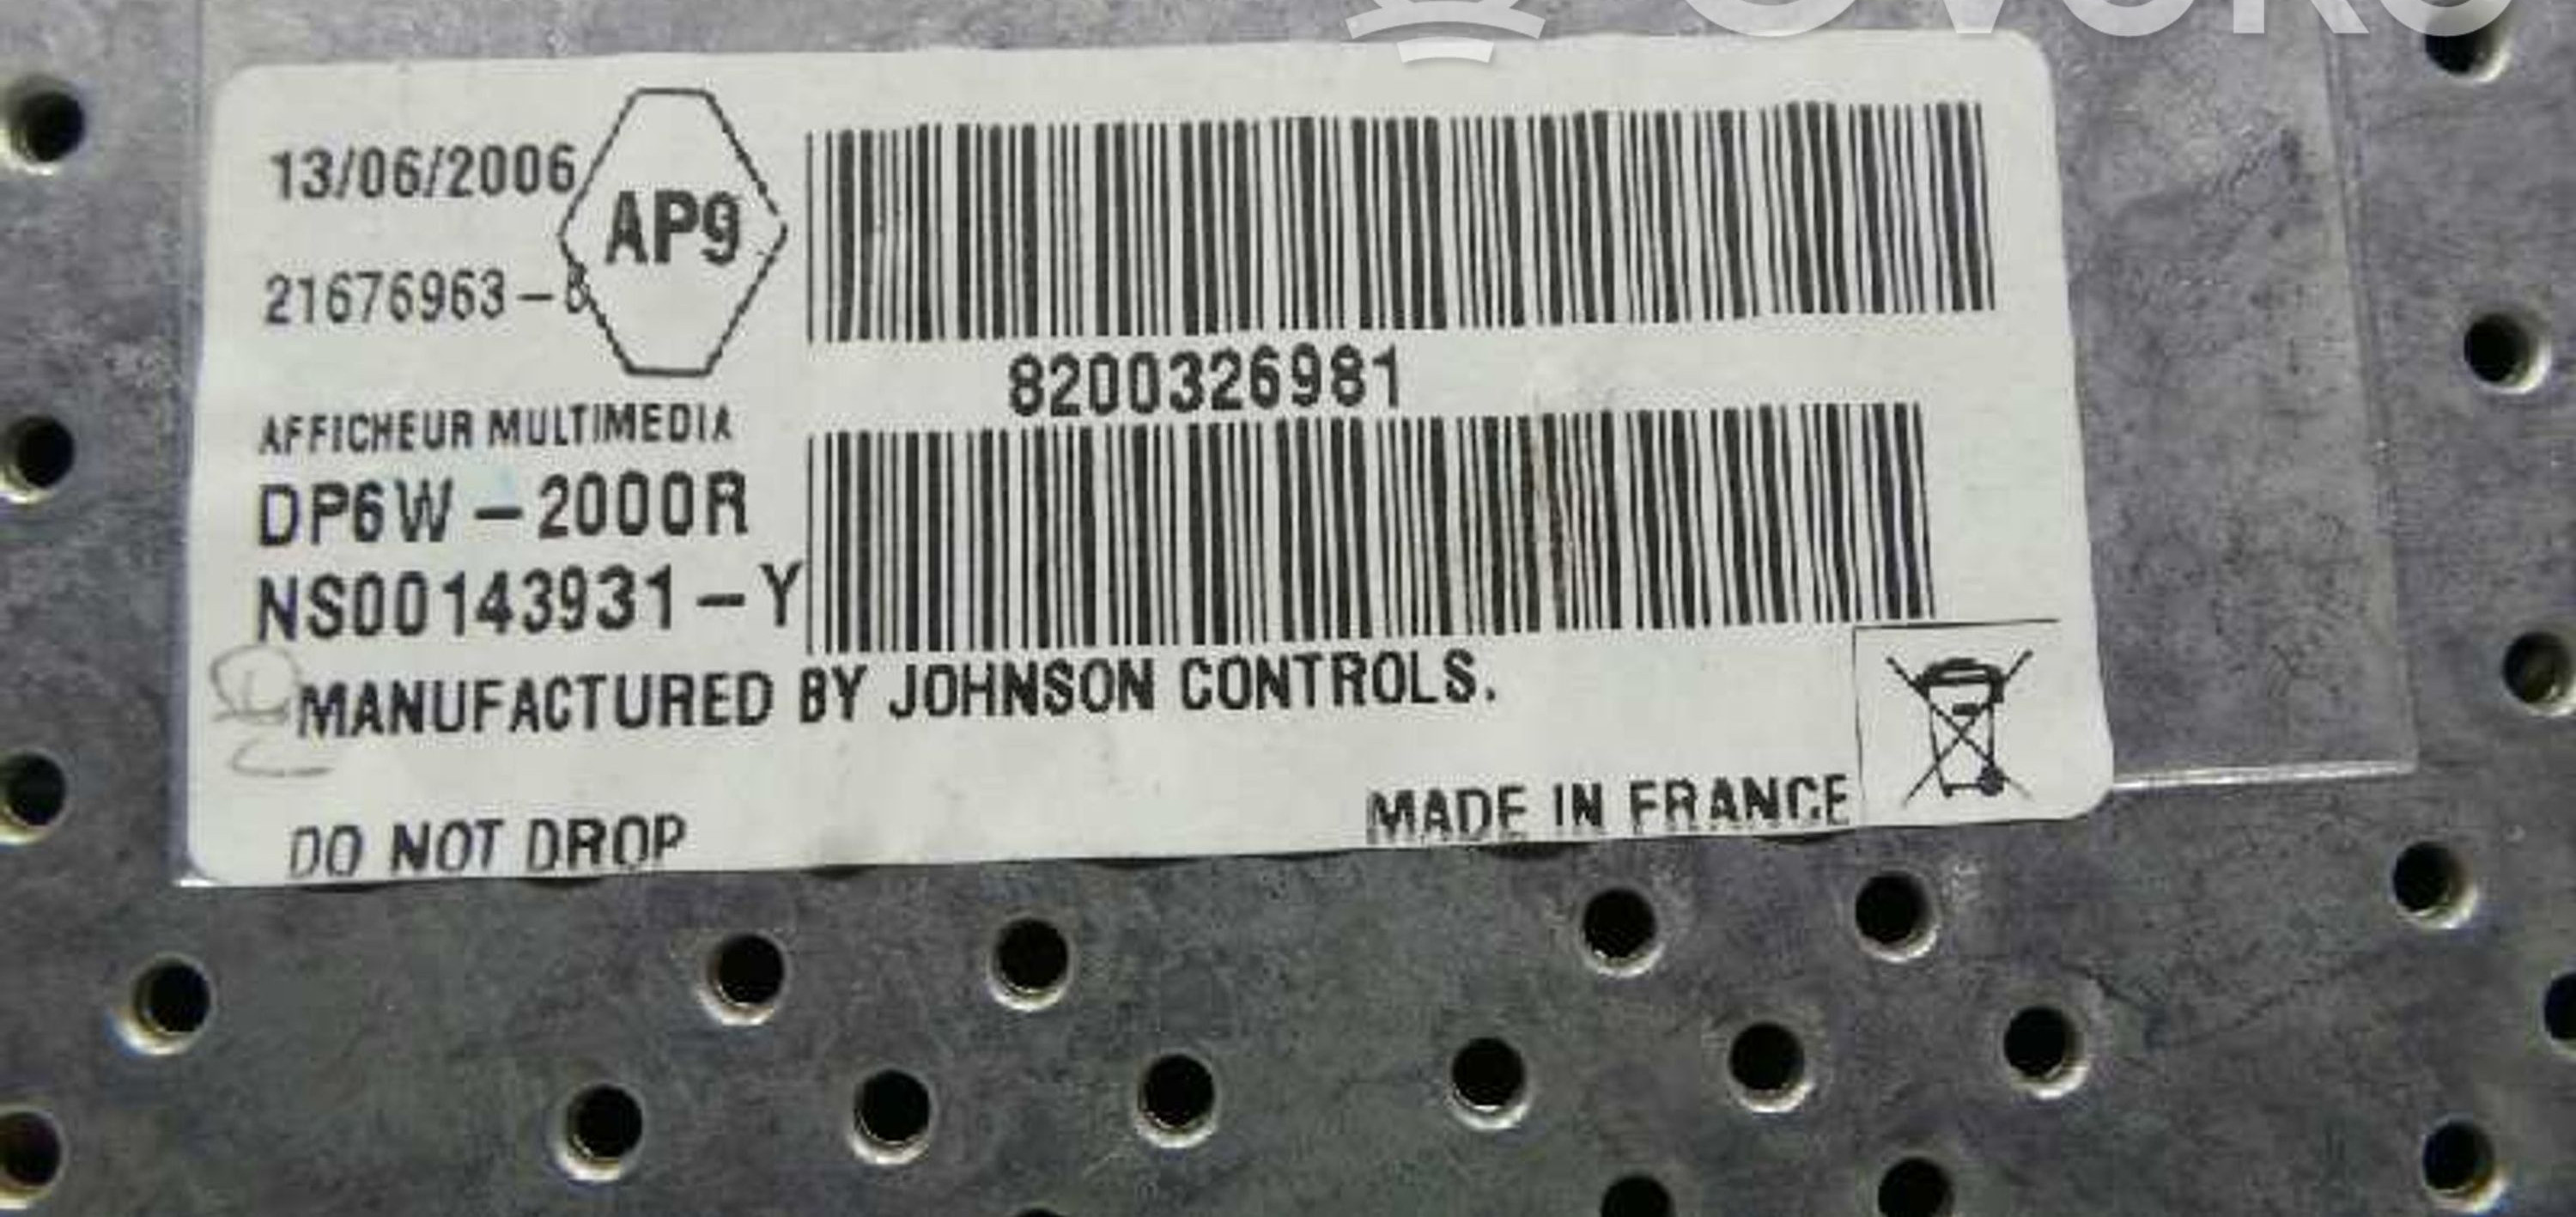 13/06/2006
AP9
21676963-B
8200326981
AFFICHEUR MULTIMEDIA
DP6W-2000R
NS00143931-Y
MANUFACTURED BY JOHNSON CONTROLS.
MADE IN FRANCE
DO NOT DROP